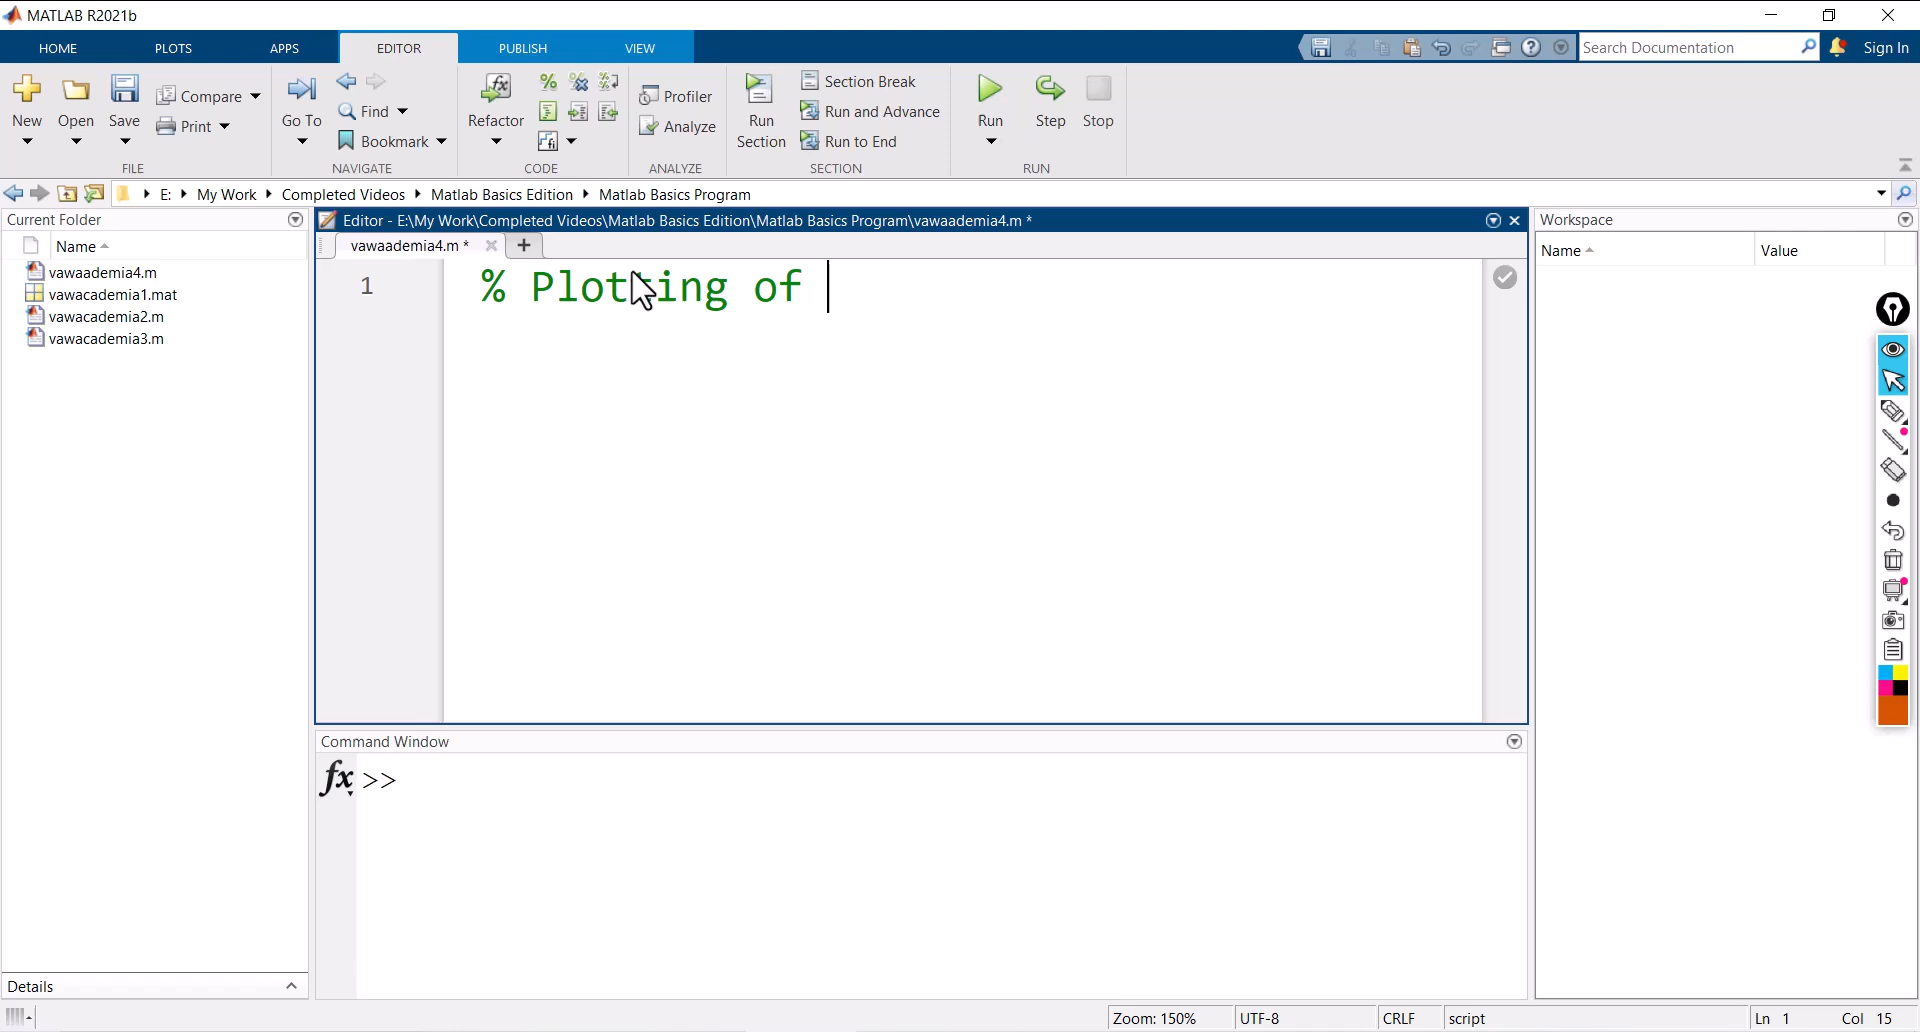 MATLAB R2021b
HOME PLOTS APPS EDITOR PUBLISH VIEW Search Documentation Sign In
New Open Save Compare Print
FILE
Go To Find Bookmark
NAVIGATE
Refactor
CODE
Profiler Analyze
ANALYZE
Run Section Section Break Run and Advance Run to End
SECTION
Run Step Stop
RUN
E: My Work Completed Videos Matlab Basics Edition Matlab Basics Program
Current Folder
Name
vawaademia4.m
vawacademia1.mat
vawacademia2.m
vawacademia3.m
Details
Editor - E:\My Work\Completed Videos\Matlab Basics Edition\Matlab Basics Program\vawaademia4.m *
vawaademia4.m *
1 % Plotting of
Command Window
fx >>
Workspace
Name Value
Zoom: 150% UTF-8 CRLF script Ln 1 Col 15